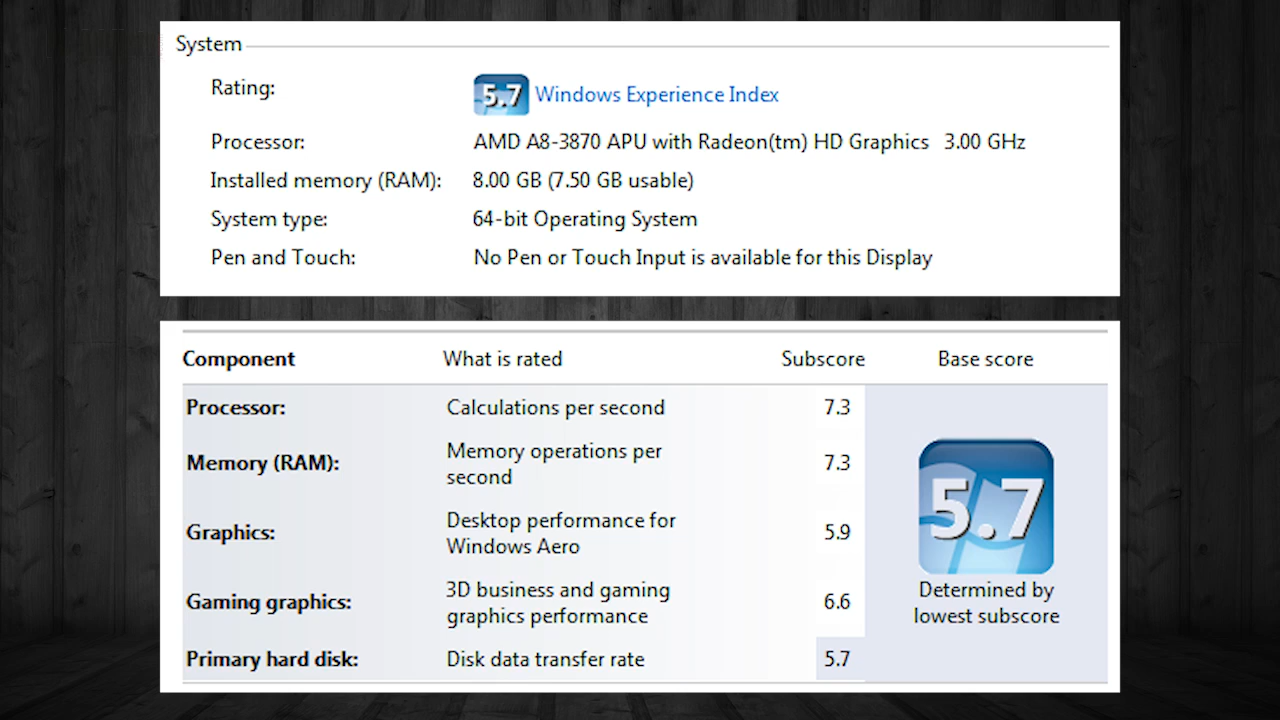 System
Rating: 5.7 Windows Experience Index
Processor: AMD A8-3870 APU with Radeon(tm) HD Graphics 3.00 GHz
Installed memory (RAM): 8.00 GB (7.50 GB usable)
System type: 64-bit Operating System
Pen and Touch: No Pen or Touch Input is available for this Display
Component What is rated Subscore Base score
Processor: Calculations per second 7.3
Memory (RAM): Memory operations per second 7.3
Graphics: Desktop performance for Windows Aero 5.9
Gaming graphics: 3D business and gaming graphics performance 6.6
Primary hard disk: Disk data transfer rate 5.7
5.7
Determined by
lowest subscore